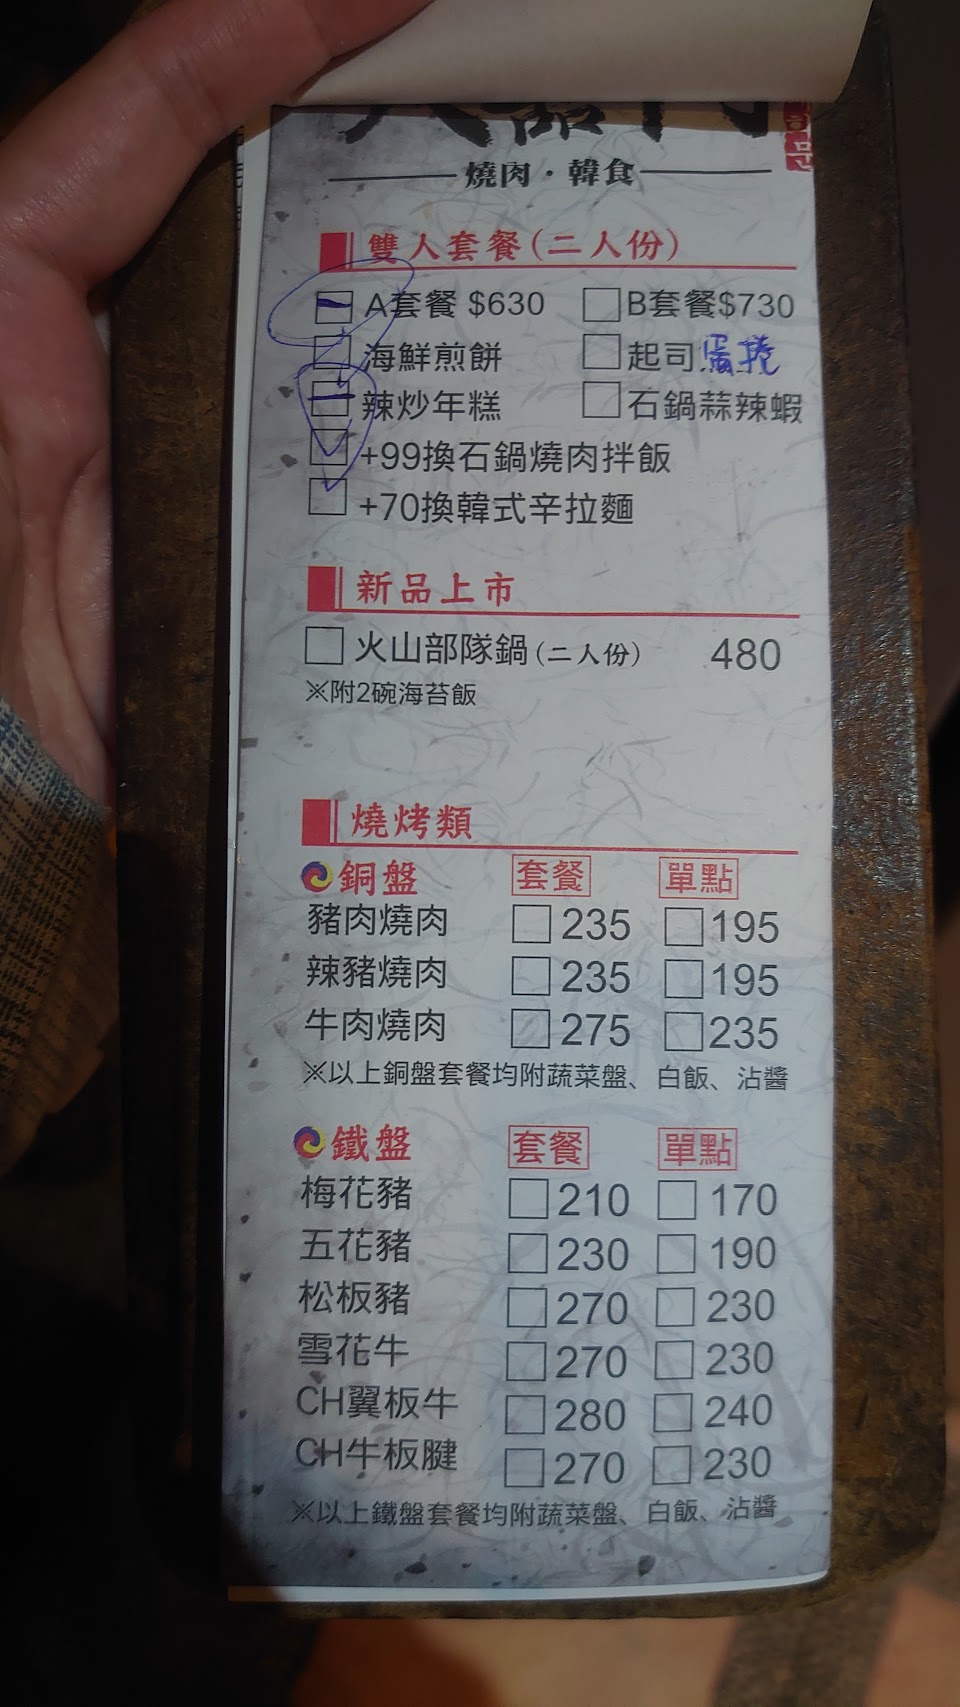 燒肉・韓食
雙人套餐(二人份)
A套餐 $630 B套餐$730
海鮮煎餅 起司蛋捲
辣炒年糕 石鍋蒜辣蝦
+99換石鍋燒肉拌飯
+70換韓式辛拉麵
新品上市
火山部隊鍋(二人份) 480
※附2碗海苔飯
燒烤類
銅盤 套餐 單點
豬肉燒肉 235 195
辣豬燒肉 235 195
牛肉燒肉 275 235
※以上銅盤套餐均附蔬菜盤、白飯、沾醬
鐵盤 套餐 單點
梅花豬 210 170
五花豬 230 190
松板豬 270 230
雪花牛 270 230
CH翼板牛 280 240
CH牛板腱 270 230
※以上鐵盤套餐均附蔬菜盤、白飯、沾醬